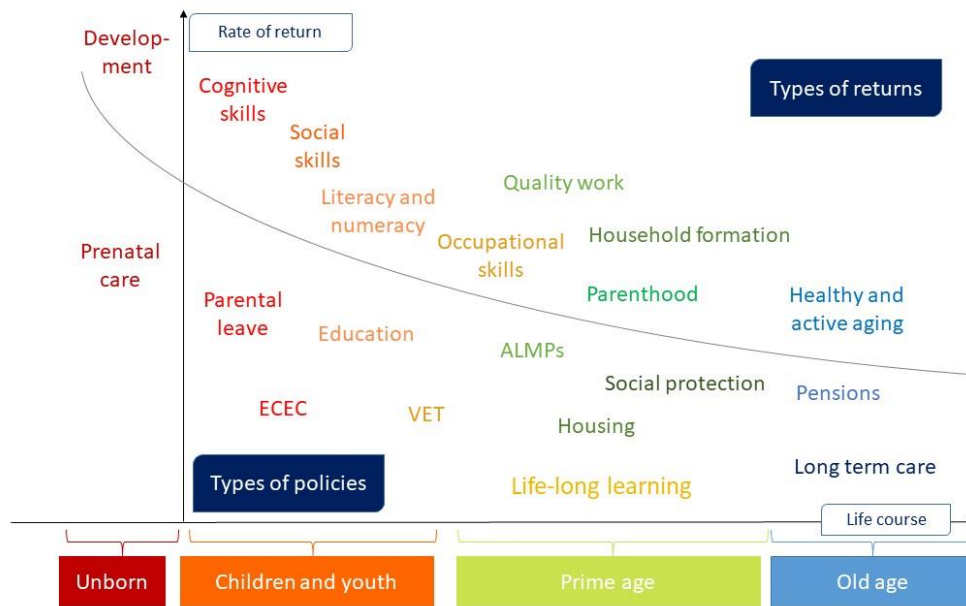 Develop-
ment
Rate of return
Types of returns
Cognitive
skills
Social
skills
Quality work
Literacy and
numeracy
Occupational
skills
Household formation
Prenatal
care
Parental
leave
Parenthood
Healthy and
active aging
Education
ALMPs
Social protection
Pensions
ECEC
VET
Housing
Types of policies
Life-long learning
Long term care
Life course
Unborn
Children and youth
Prime age
Old age